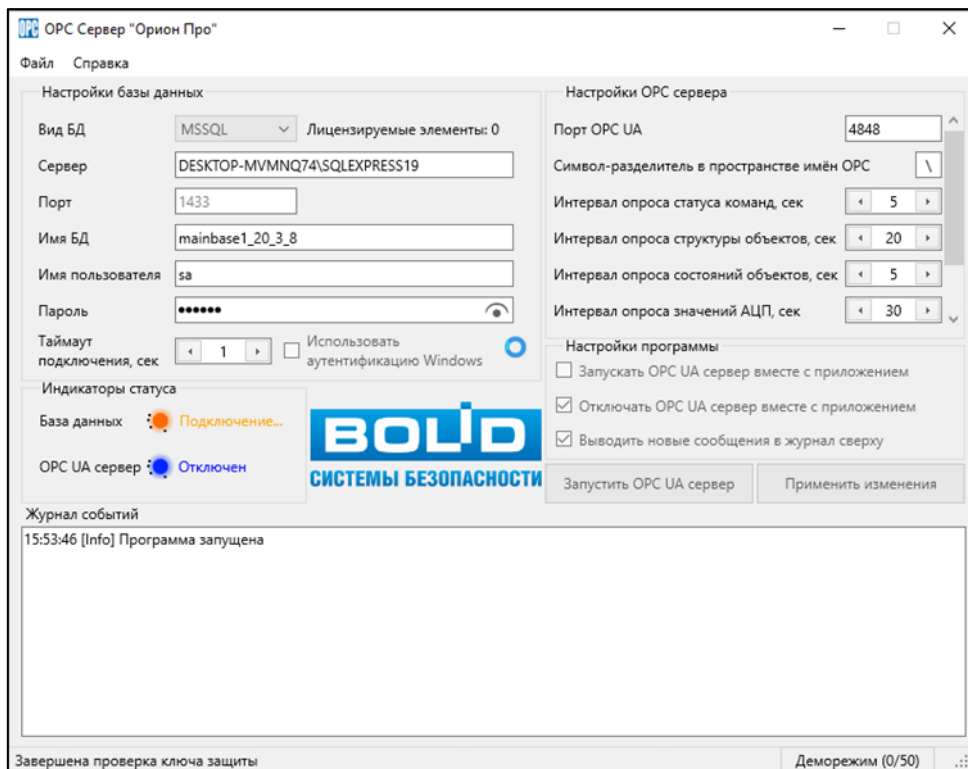 OPC Сервер "Орион Про"
Файл Справка
Настройки базы данных
Вид БД MSSQL Лицензируемые элементы: 0
Сервер DESKTOP-MVMNQ74\SQLEXPRESS19
Порт 1433
Имя БД mainbase1_20_3_8
Имя пользователя sa
Пароль ••••••
Таймаут
подключения, сек 1 Использовать
аутентификацию Windows
Настройки OPC сервера
Порт OPC UA 4848
Символ-разделитель в пространстве имён OPC \
Интервал опроса статуса команд, сек 5
Интервал опроса структуры объектов, сек 20
Интервал опроса состояний объектов, сек 5
Интервал опроса значений АЦП, сек 30
Индикаторы статуса
База данных Подключение...
OPC UA сервер Отключен
BOLID
СИСТЕМЫ БЕЗОПАСНОСТИ
Настройки программы
Запускать OPC UA сервер вместе с приложением
Отключать OPC UA сервер вместе с приложением
Выводить новые сообщения в журнал сверху
Запустить OPC UA сервер Применить изменения
Журнал событий
15:53:46 [Info] Программа запущена
Завершена проверка ключа защиты Деморежим (0/50)